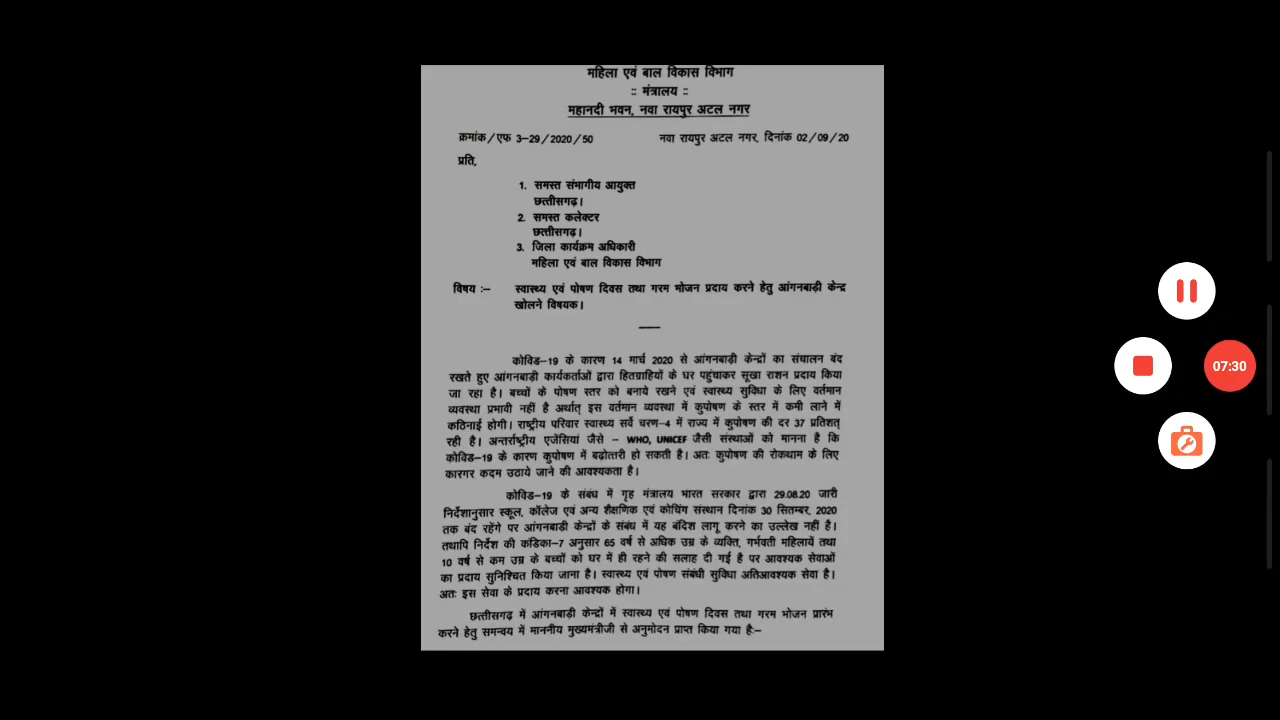 महिला एवं बाल विकास विभाग
:: मंत्रालय ::
महानदी भवन, नवा रायपुर अटल नगर
क्रमांक/एफ 3–29/2020/50 नवा रायपुर अटल नगर, दिनांक 02/09/20
प्रति,
1. समस्त संभागीय आयुक्त
छत्तीसगढ़।
2. समस्त कलेक्टर
छत्तीसगढ़।
3. जिला कार्यक्रम अधिकारी
महिला एवं बाल विकास विभाग
विषय :– स्वास्थ्य एवं पोषण दिवस तथा गरम भोजन प्रदाय करने हेतु आंगनबाड़ी केन्द्र
खोलने विषयक।
कोविड–19 के कारण 14 मार्च 2020 से आंगनबाड़ी केन्द्रों का संचालन बंद
रखते हुए आंगनबाड़ी कार्यकर्ताओं द्वारा हितग्राहियों के घर पहुंचाकर सूखा राशन प्रदाय किया
जा रहा है। बच्चों के पोषण स्तर को बनाये रखने एवं स्वास्थ्य सुविधा के लिए वर्तमान
व्यवस्था प्रभावी नहीं है अर्थात् इस वर्तमान व्यवस्था में कुपोषण के स्तर में कमी लाने में
कठिनाई होगी। राष्ट्रीय परिवार स्वास्थ्य सर्वे चरण–4 में राज्य में कुपोषण की दर 37 प्रतिशत्
रही है। अन्तर्राष्ट्रीय एजेंसियां जैसे – WHO, UNICEF जैसी संस्थाओं को मानना है कि
कोविड–19 के कारण कुपोषण में बढ़ोत्तरी हो सकती है। अतः कुपोषण की रोकथाम के लिए
कारगर कदम उठाये जाने की आवश्यकता है।
कोविड–19 के संबंध में गृह मंत्रालय भारत सरकार द्वारा 29.08.20 जारी
निर्देशानुसार स्कूल, कॉलेज एवं अन्य शैक्षणिक एवं कोचिंग संस्थान दिनांक 30 सितम्बर, 2020
तक बंद रहेंगे पर आंगनबाड़ी केन्द्रों के संबंध में यह बंदिश लागू करने का उल्लेख नहीं है।
तथापि निर्देश की कंडिका–7 अनुसार 65 वर्ष से अधिक उम्र के व्यक्ति, गर्भवती महिलायें तथा
10 वर्ष से कम उम्र के बच्चों को घर में ही रहने की सलाह दी गई है पर आवश्यक सेवाओं
का प्रदाय सुनिश्चित किया जाना है। स्वास्थ्य एवं पोषण संबंधी सुविधा अतिआवश्यक सेवा है।
अतः इस सेवा के प्रदाय करना आवश्यक होगा।
छत्तीसगढ़ में आंगनबाड़ी केन्द्रों में स्वास्थ्य एवं पोषण दिवस तथा गरम भोजन प्रारंभ
करने हेतु समन्वय में माननीय मुख्यमंत्रीजी से अनुमोदन प्राप्त किया गया है:–
07:30